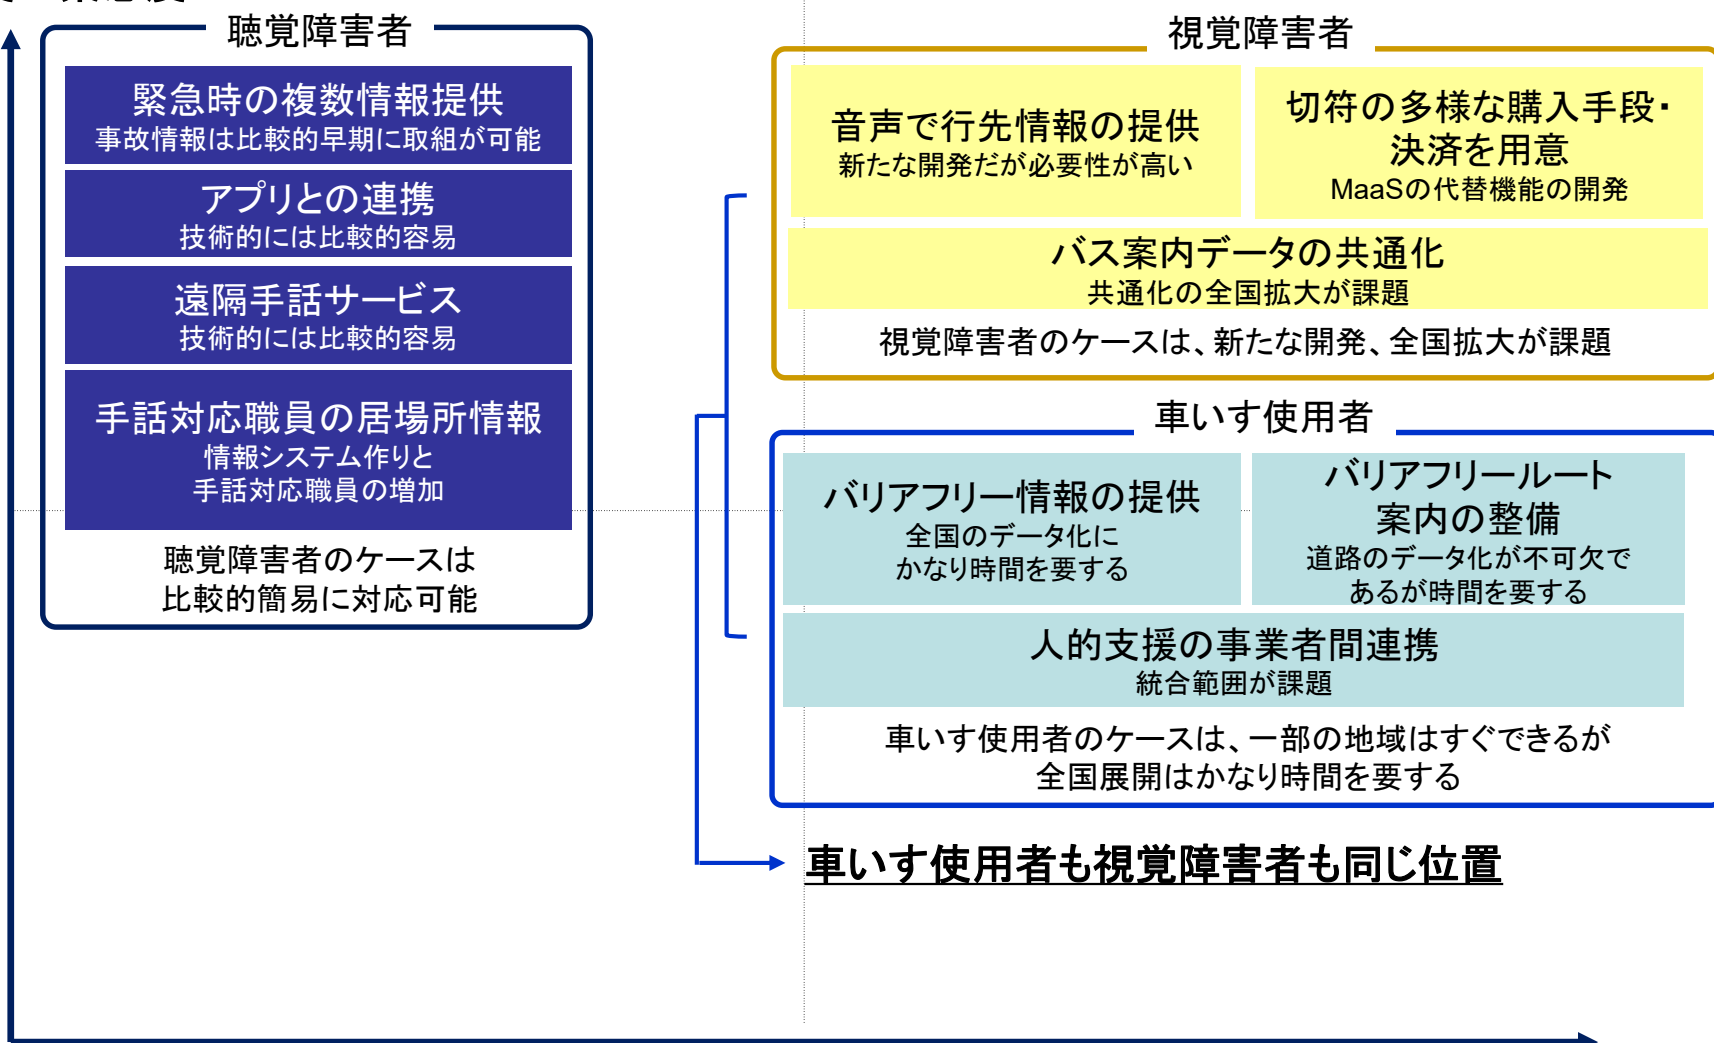 聴覚障害者
緊急時の複数情報提供
事故情報は比較的早期に取組が可能
アプリとの連携
技術的には比較的容易
遠隔手話サービス
技術的には比較的容易
手話対応職員の居場所情報
情報システム作りと
手話対応職員の増加
聴覚障害者のケースは
比較的簡易に対応可能
視覚障害者
音声で行先情報の提供
新たな開発だが必要性が高い
切符の多様な購入手段・
決済を用意
MaaSの代替機能の開発
バス案内データの共通化
共通化の全国拡大が課題
視覚障害者のケースは、新たな開発、全国拡大が課題
車いす使用者
バリアフリー情報の提供
全国のデータ化に
かなり時間を要する
バリアフリールート
案内の整備
道路のデータ化が不可欠で
あるが時間を要する
人的支援の事業者間連携
統合範囲が課題
車いす使用者のケースは、一部の地域はすぐできるが
全国展開はかなり時間を要する
車いす使用者も視覚障害者も同じ位置